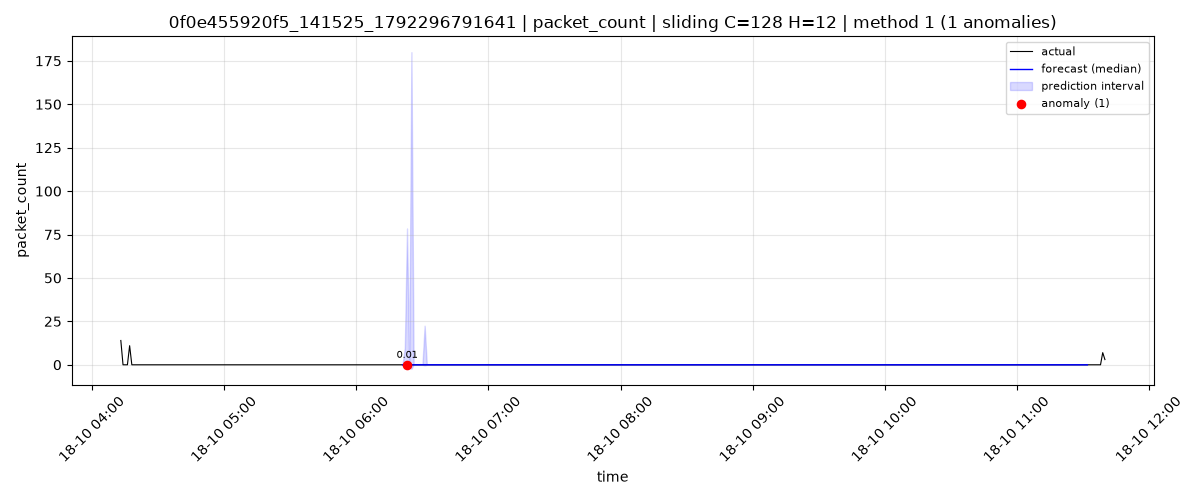 0f0e455920f5_141525_1792296791641 | packet_count | sliding C=128 H=12 | method 1 (1 anomalies)
actual
forecast (median)
prediction interval
anomaly (1)
packet_count
175
150
125
100
75
50
25
0
0.01
18-10 04:00
18-10 05:00
18-10 06:00
18-10 07:00
18-10 08:00
18-10 09:00
18-10 10:00
18-10 11:00
18-10 12:00
time